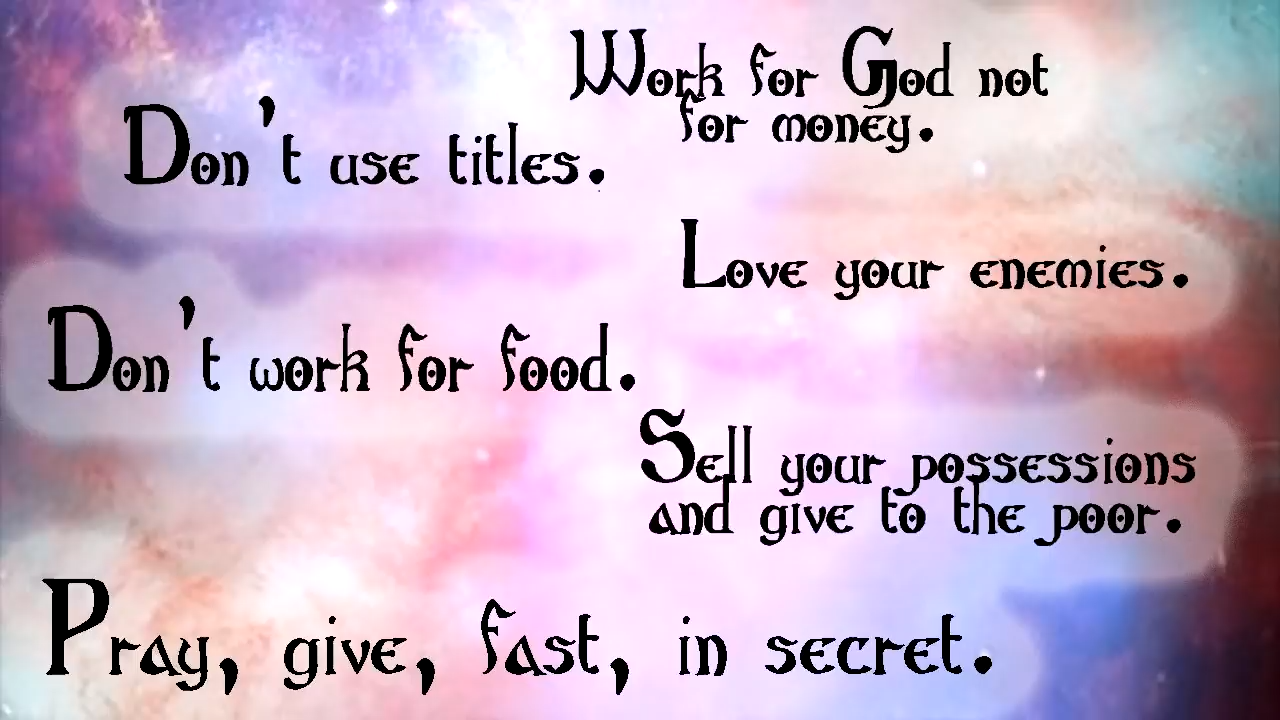 Work for God not
for money.
Don't use titles.
Love your enemies.
Don't work for food.
Sell your possessions
and give to the poor.
Pray, give, fast, in secret.